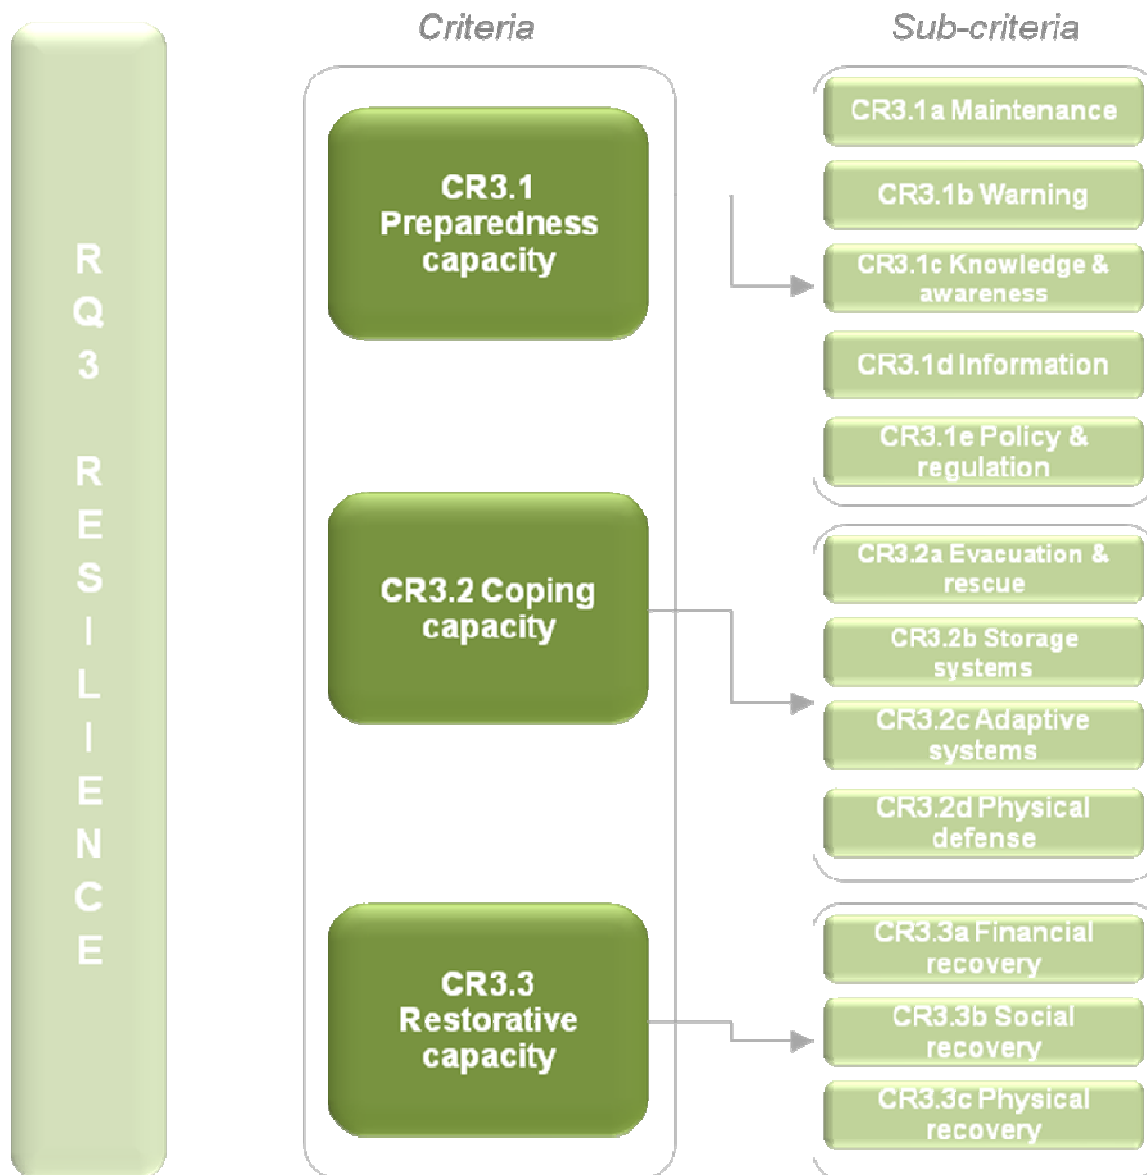 Criteria
Sub-criteria
RQ3 RESILIENCE
CR3.1
Preparedness
capacity
CR3.1a Maintenance
CR3.1b Warning
CR3.1c Knowledge &
awareness
CR3.1d Information
CR3.1e Policy &
regulation
CR3.2 Coping
capacity
CR3.2a Evacuation &
rescue
CR3.2b Storage
systems
CR3.2c Adaptive
systems
CR3.2d Physical
defense
CR3.3
Restorative
capacity
CR3.3a Financial
recovery
CR3.3b Social
recovery
CR3.3c Physical
recovery